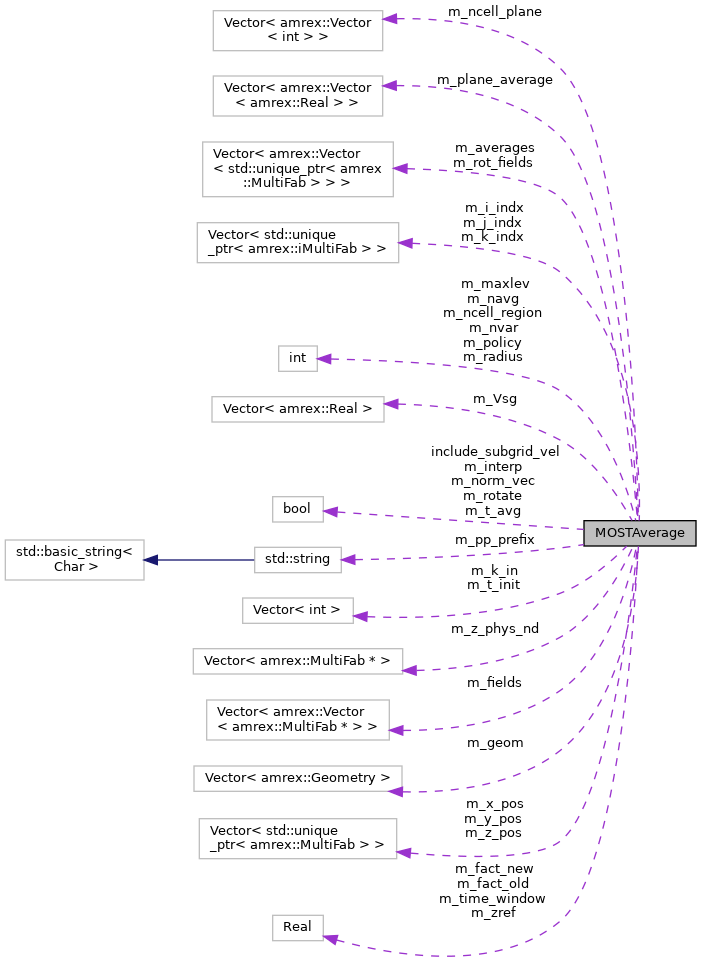 m_ncell_plane
Vector< amrex::Vector
< int > >
m_plane_average
Vector< amrex::Vector
< amrex::Real > >
m_averages
m_rot_fields
Vector< amrex::Vector
< std::unique_ptr< amrex
::MultiFab > > >
m_i_indx
m_j_indx
m_k_indx
Vector< std::unique
_ptr< amrex::iMultiFab > >
m_maxlev
m_navg
m_ncell_region
m_nvar
m_policy
m_radius
int
m_Vsg
Vector< amrex::Real >
include_subgrid_vel
m_interp
m_norm_vec
m_rotate
m_t_avg
bool
MOSTAverage
m_pp_prefix
std::string
std::basic_string<
Char >
m_k_in
m_t_init
Vector< int >
m_z_phys_nd
Vector< amrex::MultiFab * >
m_fields
Vector< amrex::Vector
< amrex::MultiFab * > >
m_geom
Vector< amrex::Geometry >
m_x_pos
m_y_pos
m_z_pos
Vector< std::unique
_ptr< amrex::MultiFab > >
m_fact_new
m_fact_old
m_time_window
m_zref
Real